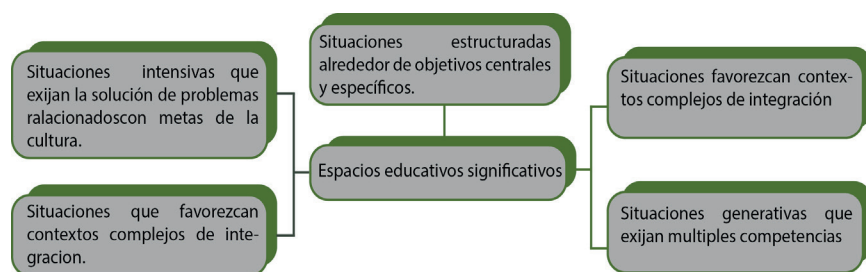 Situaciones estructuradas
alrededor de objetivos centrales
y específicos.
Situaciones intensivas que
exijan la solución de problemas
ralacionadoscon metas de la
cultura.
Situaciones favorezcan contex-
tos complejos de integración
Espacios educativos significativos
Situaciones que favorezcan
contextos complejos de inte-
gracion.
Situaciones generativas que
exijan multiples competencias